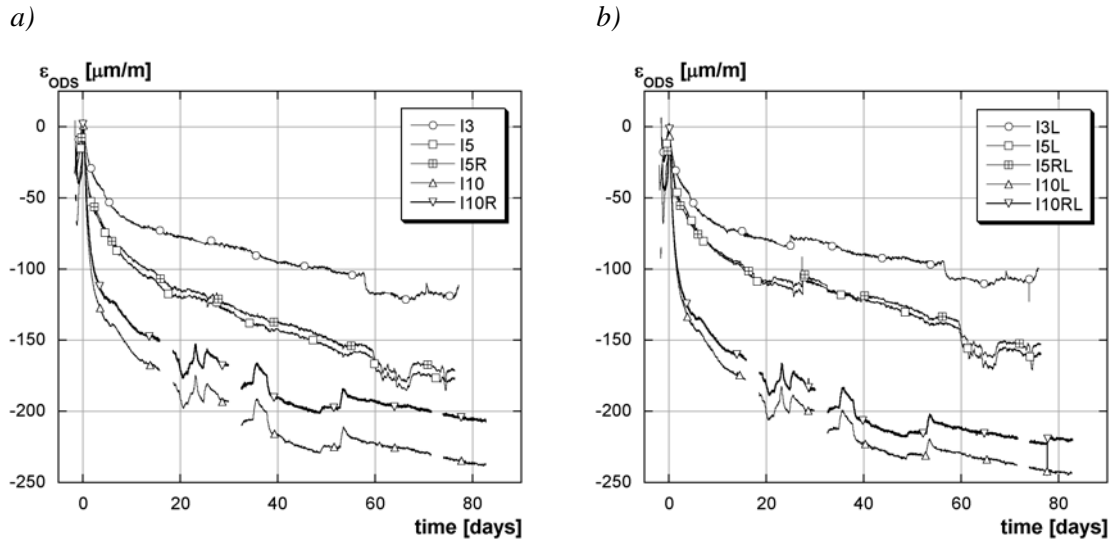 a)
ε_ODS [μm/m]
0
-50
-100
-150
-200
-250
0 20 40 60 80
time [days]
I3
I5
I5R
I10
I10R
b)
ε_ODS [μm/m]
0
-50
-100
-150
-200
-250
0 20 40 60 80
time [days]
I3L
I5L
I5RL
I10L
I10RL